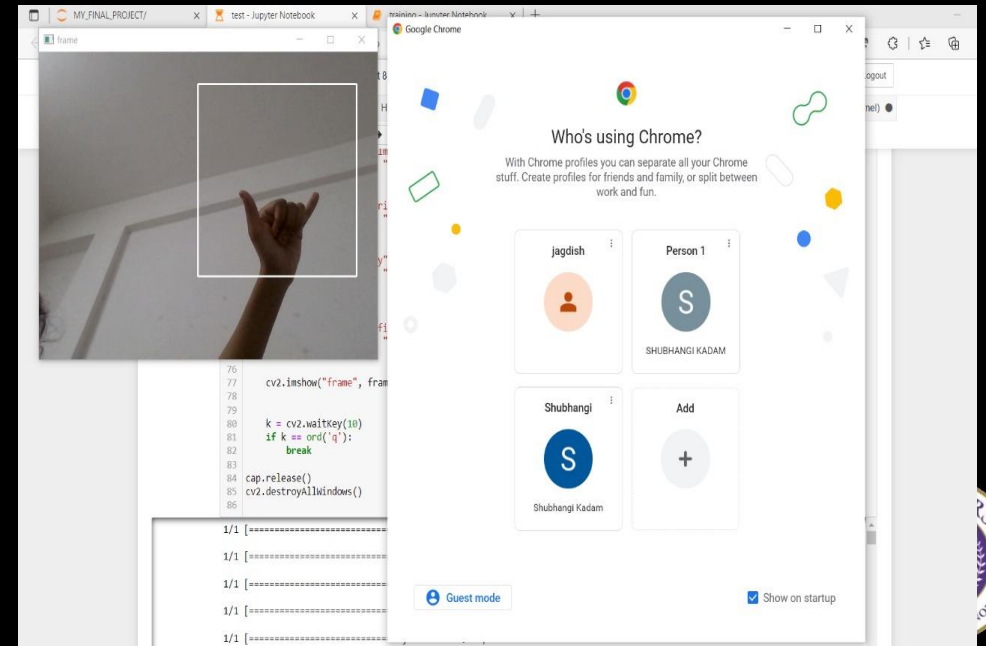 MY_FINAL_PROJECT/
test - Jupyter Notebook
training - Jupyter Notebook
frame
Google Chrome
Who's using Chrome?
With Chrome profiles you can separate all your Chrome
stuff. Create profiles for friends and family, or split between
work and fun.
jagdish
Person 1
S
SHUBHANGI KADAM
Shubhangi
Add
S
Shubhangi Kadam
Guest mode
Show on startup
76
77 cv2.imshow("frame", fram
78
79
80 k = cv2.waitKey(10)
81 if k == ord('q'):
82 break
83
84 cap.release()
85 cv2.destroyAllWindows()
86
1/1 [===========================
1/1 [===========================
1/1 [===========================
1/1 [===========================
1/1 [===========================